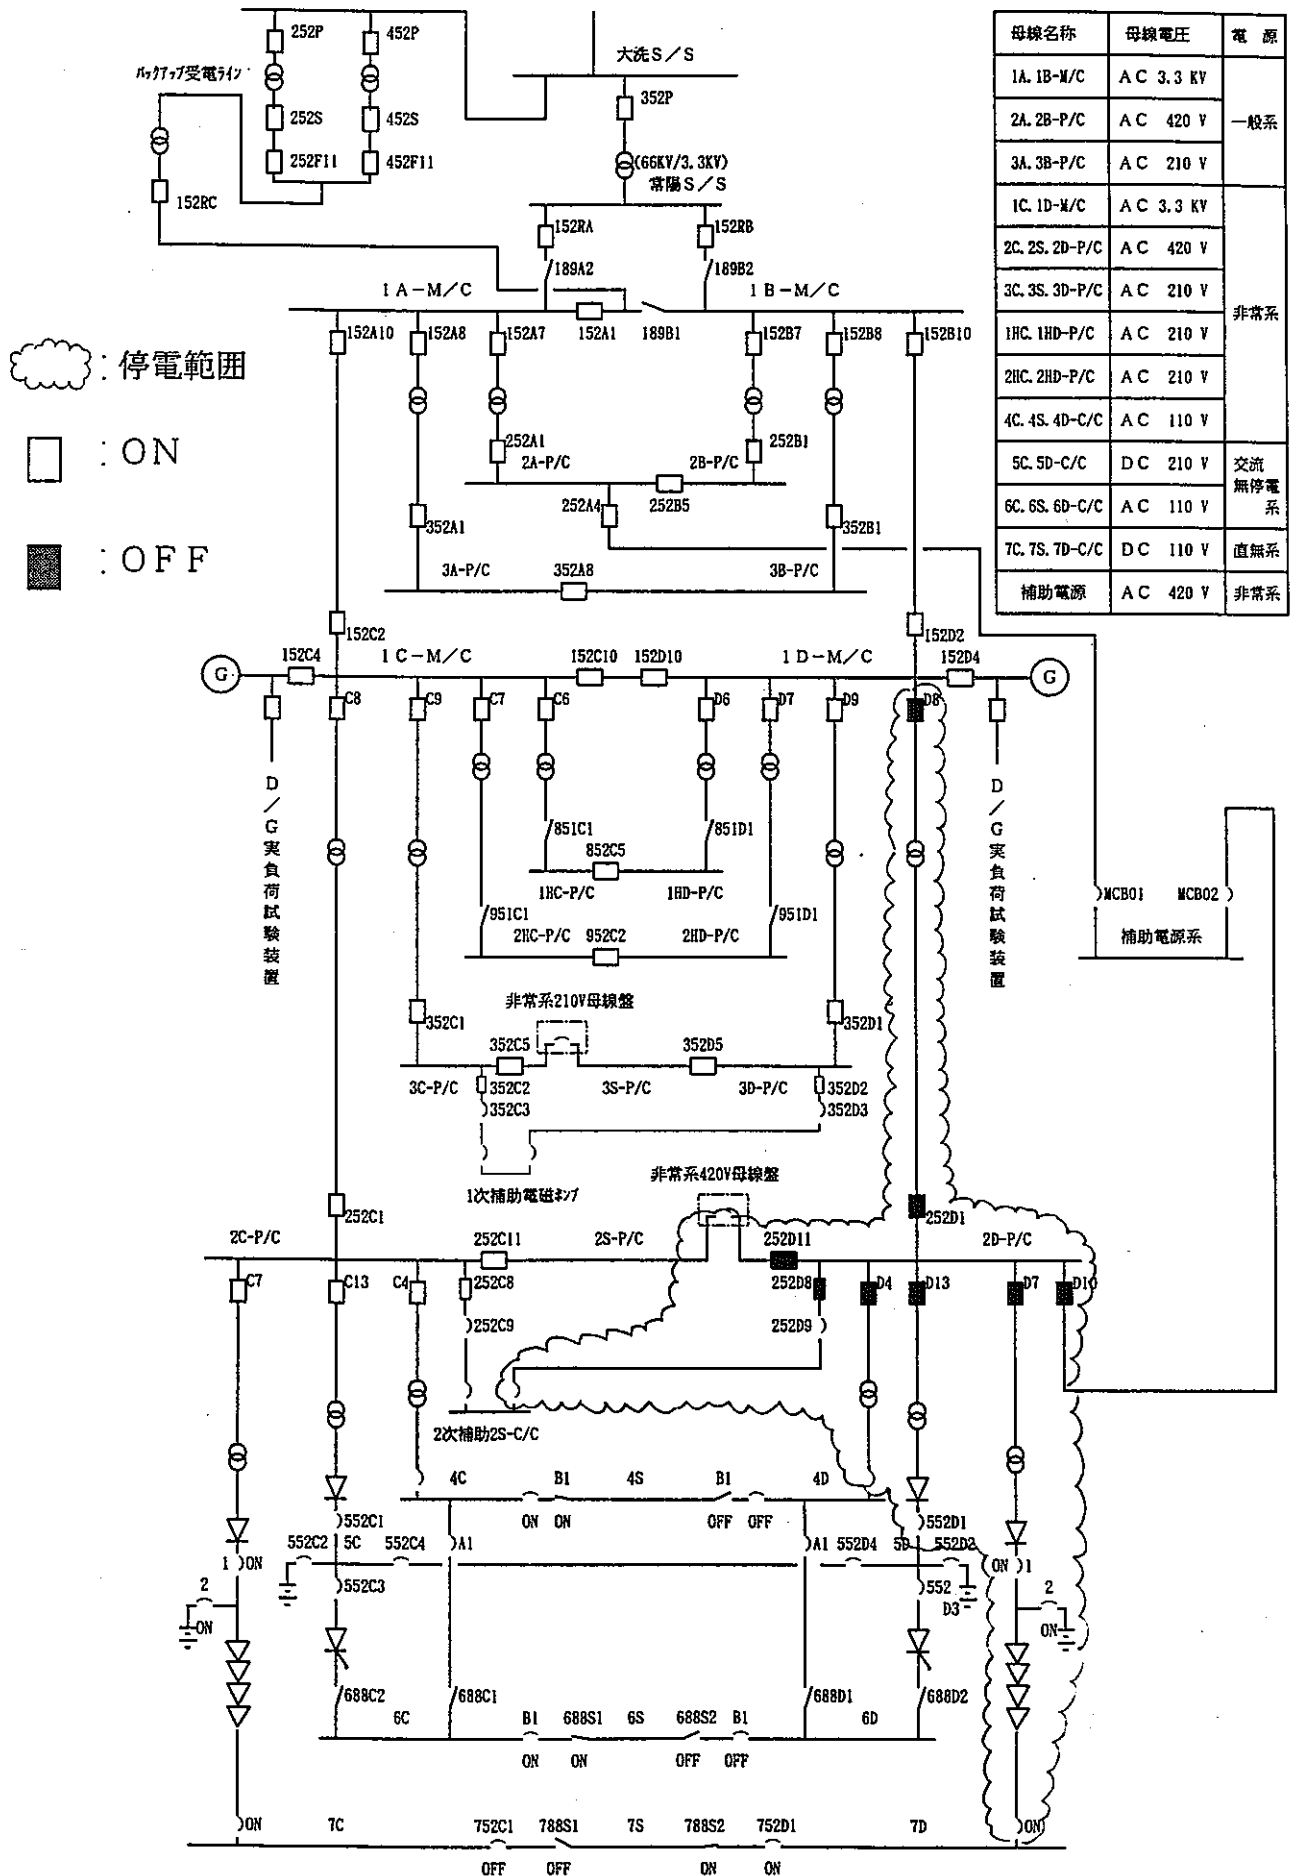 252P
452P
バックアップ受電ライン
大洗S/S
352P
252S
452S
252F11
452F11
(66KV/3.3KV)
常陽S/S
152RC
152RA
152RB
189A2
189B2
1A-M/C
1B-M/C
152A10
152A8
152A7
152A1
189B1
152B7
152B8
152B10
:停電範囲
:ON
:OFF
252A1
252B1
2A-P/C
2B-P/C
252A4
252B5
352A1
352B1
3A-P/C
352A8
3B-P/C
母線名称 母線電圧 電源
1A.1B-M/C AC 3.3 KV
一般系
2A.2B-P/C AC 420 V
3A.3B-P/C AC 210 V
1C.1D-M/C AC 3.3 KV
非常系
2C.2S.2D-P/C AC 420 V
3C.3S.3D-P/C AC 210 V
1HC.1HD-P/C AC 210 V
2HC.2HD-P/C AC 210 V
4C.4S.4D-C/C AC 110 V
5C.5D-C/C DC 210 V
交流
無停電
系
6C.6S.6D-C/C AC 110 V
7C.7S.7D-C/C DC 110 V 直無系
補助電源 AC 420 V 非常系
152C2
152D2
G
152C4
1C-M/C
152C10
152D10
1D-M/C
152D4
G
C8
C9
C7
C6
D6
D7
D9
D8
D/G実負荷試験装置
D/G実負荷試験装置
851C1
851D1
852C5
1HC-P/C
1HD-P/C
951C1
951D1
2HC-P/C
952C2
2HD-P/C
MCB01
MCB02
補助電源系
非常系210V母線盤
352C1
352D1
352C5
352D5
3C-P/C
352C2
3S-P/C
3D-P/C
352D2
352C3
352D3
1次補助電磁ポンプ
非常系420V母線盤
252C1
252D1
2C-P/C
252C11
2S-P/C
252D11
2D-P/C
C7
C13
C4
252C8
252D8
D4
D13
D7
D10
252C9
252D9
2次補助2S-C/C
4C
B1
4S
B1
4D
ON
ON
OFF
OFF
552C1
552D1
552C2
5C
552C4
A1
A1
552D4
5D
552D2
1
ON
ON
1
552C3
552
D3
2
ON
2
ON
688C2
688C1
688D1
688D2
6C
B1
688S1
6S
688S2
B1
6D
ON
ON
OFF
OFF
ON
7C
752C1
788S1
7S
788S2
752D1
7D
ON
OFF
OFF
ON
ON